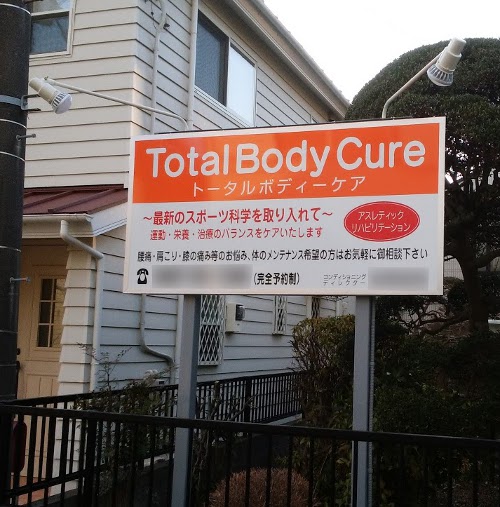 Total Body Cure
トータルボディーケア
〜最新のスポーツ科学を取り入れて〜
運動・栄養・治療のバランスをケアいたします
アスレティック
リハビリテーション
腰痛・肩こり・膝の痛み等のお悩み、体のメンテナンス希望の方はお気軽に御相談下さい
(完全予約制)
コンディショニング
ディレクター